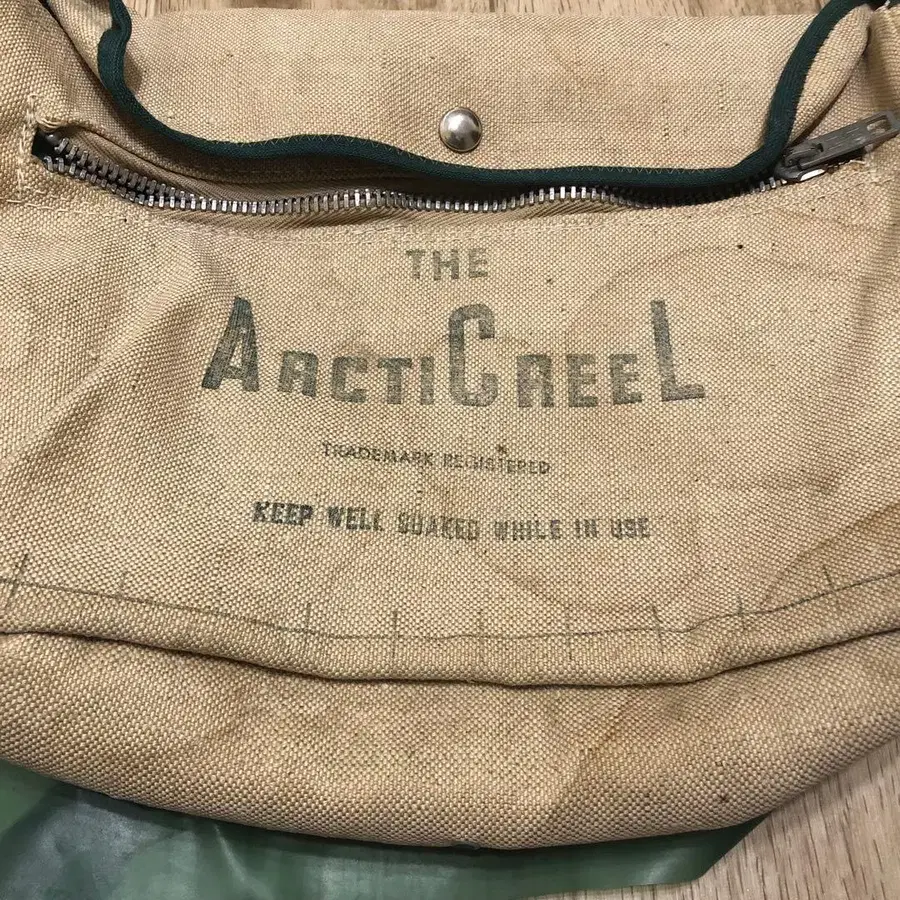 THE
ArctiCreeL
TRADEMARK REGISTERED
KEEP WELL SOAKED WHILE IN USE